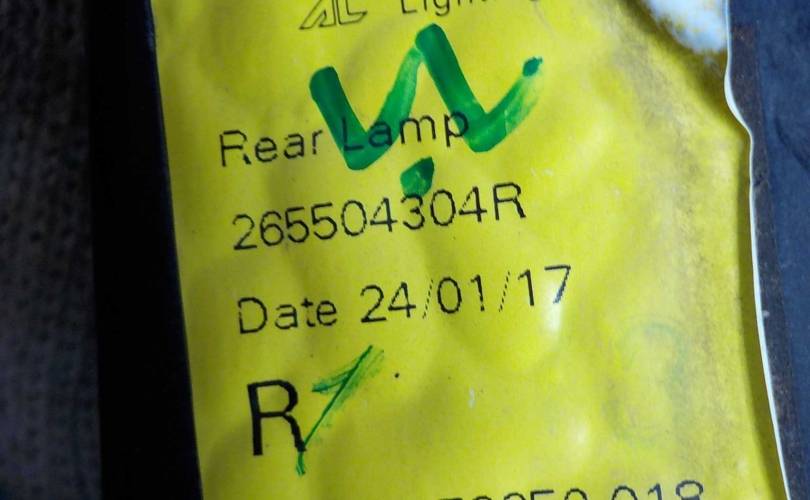 Rear Lamp
265504304R
Date 24/01/17
R